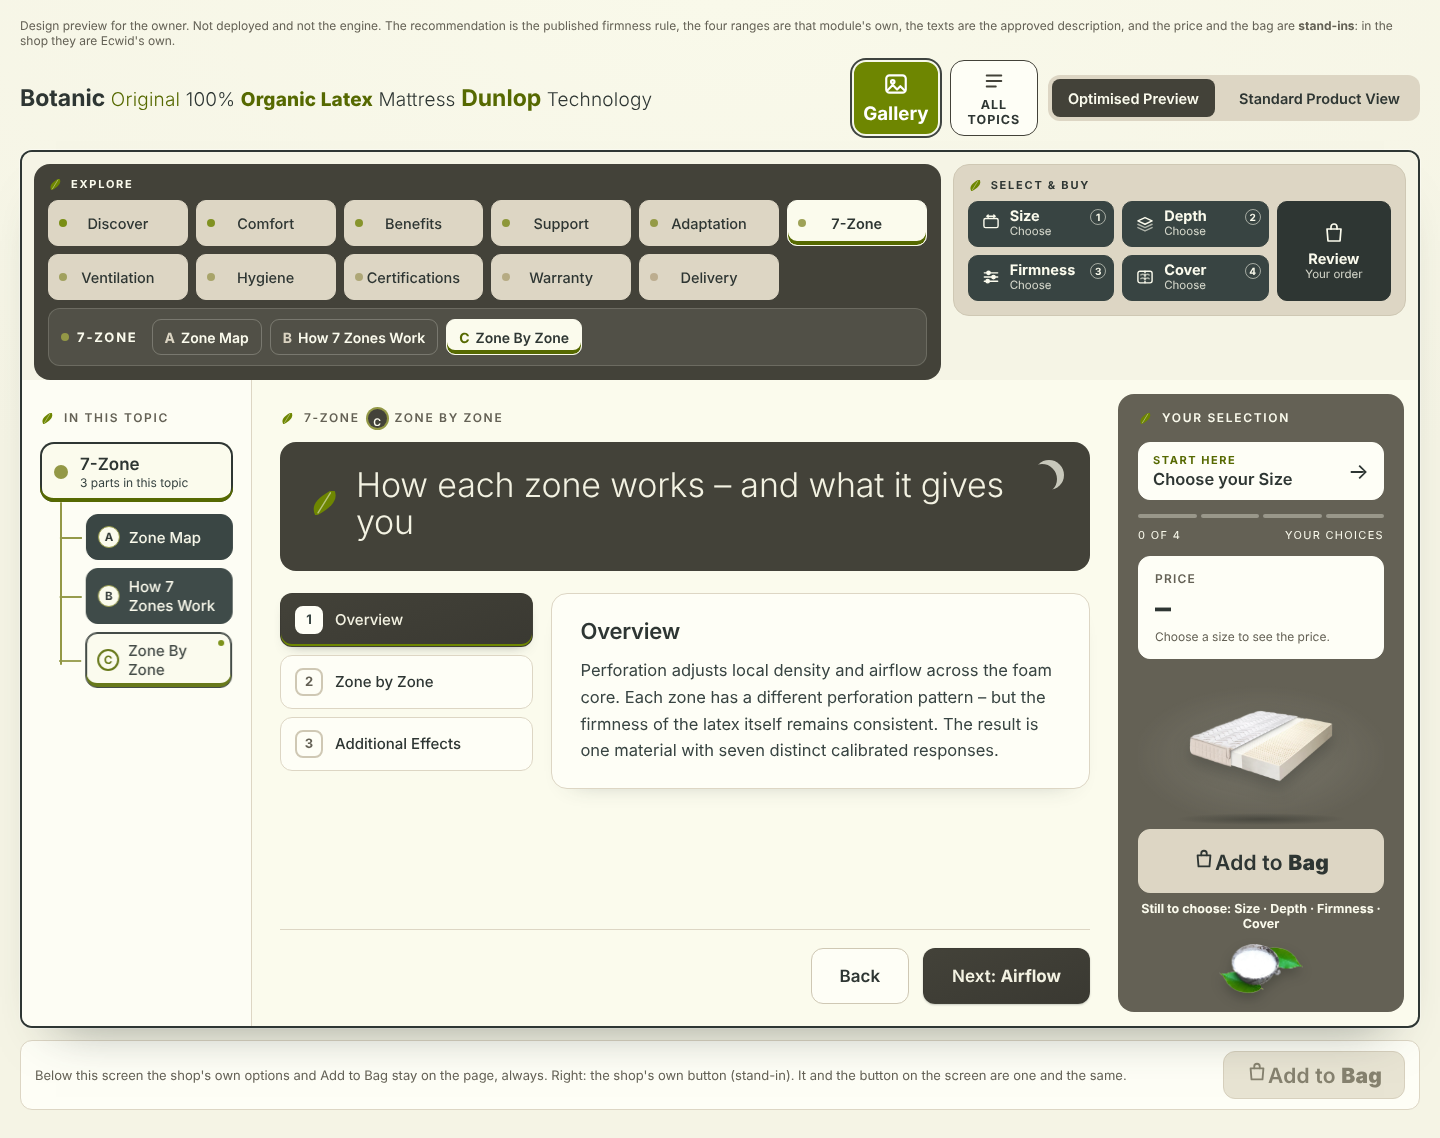 Design preview for the owner. Not deployed and not the engine. The recommendation is the published firmness rule, the four ranges are that module's own, the texts are the approved description, and the price and the bag are stand-ins: in the
shop they are Ecwid's own.
Botanic Original 100% Organic Latex Mattress Dunlop Technology
Gallery
ALL
TOPICS
Optimised Preview
Standard Product View
EXPLORE
Discover
Comfort
Benefits
Support
Adaptation
7-Zone
Ventilation
Hygiene
Certifications
Warranty
Delivery
7-ZONE
A Zone Map
B How 7 Zones Work
C Zone By Zone
SELECT & BUY
Size
Choose
1
Depth
Choose
2
Firmness
Choose
3
Cover
Choose
4
Review
Your order
IN THIS TOPIC
7-Zone
3 parts in this topic
A Zone Map
B How 7
Zones Work
C Zone By
Zone
7-ZONE C ZONE BY ZONE
How each zone works – and what it gives
you
1 Overview
2 Zone by Zone
3 Additional Effects
Overview
Perforation adjusts local density and airflow across the foam
core. Each zone has a different perforation pattern – but the
firmness of the latex itself remains consistent. The result is
one material with seven distinct calibrated responses.
Back
Next: Airflow
YOUR SELECTION
START HERE
Choose your Size
0 OF 4
YOUR CHOICES
PRICE
–
Choose a size to see the price.
Add to Bag
Still to choose: Size · Depth · Firmness ·
Cover
Below this screen the shop's own options and Add to Bag stay on the page, always. Right: the shop's own button (stand-in). It and the button on the screen are one and the same.
Add to Bag